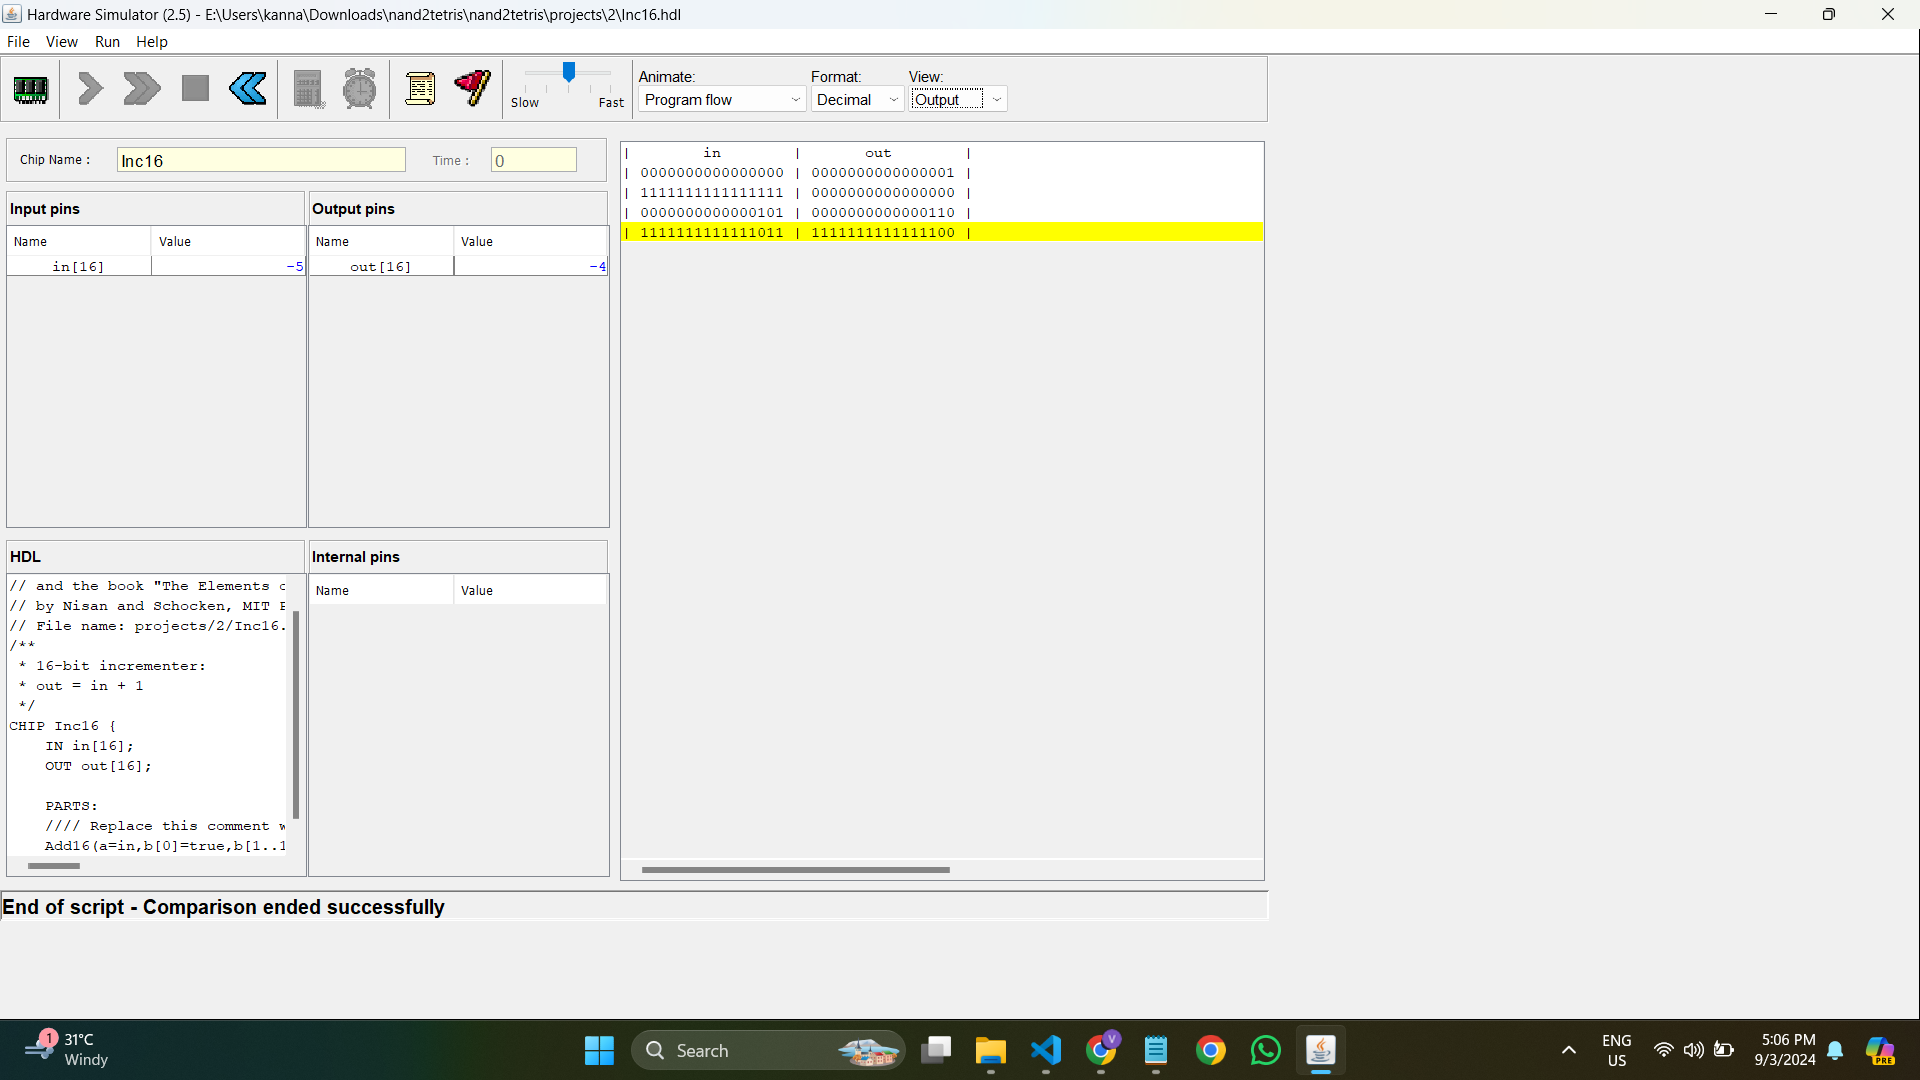 Hardware Simulator (2.5) - E:\Users\kanna\Downloads\nand2tetris\nand2tetris\projects\2\Inc16.hdl
File View Run Help
Slow Fast
Animate: Format: View:
Program flow Decimal Output
Chip Name : Inc16 Time : 0
Input pins
Name Value
in[16] -5
Output pins
Name Value
out[16] -4
| in | out |
| 0000000000000000 | 0000000000000001 |
| 1111111111111111 | 0000000000000000 |
| 0000000000000101 | 0000000000000110 |
| 1111111111111011 | 1111111111111100 |
HDL
// and the book "The Elements
// by Nisan and Schocken, MIT
// File name: projects/2/Inc16.
/**
* 16-bit incrementer:
* out = in + 1
*/
CHIP Inc16 {
IN in[16];
OUT out[16];
PARTS:
//// Replace this comment
Add16(a=in,b[0]=true,b[1..1
Internal pins
Name Value
End of script - Comparison ended successfully
1
31°C
Windy
Search
V
ENG
US
5:06 PM
9/3/2024
PRE